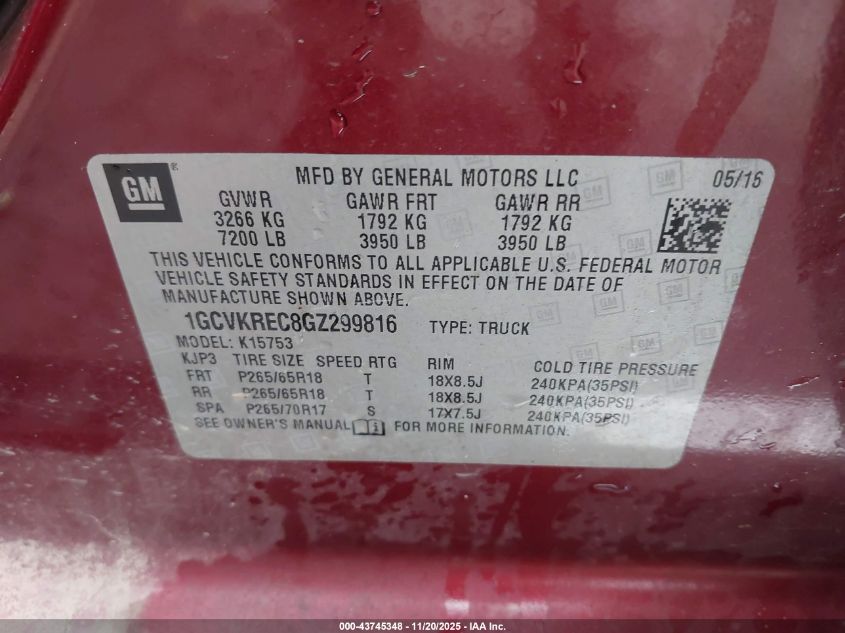 GM ®
MFD BY GENERAL MOTORS LLC 05/16
GVWR GAWR FRT GAWR RR
3266 KG 1792 KG 1792 KG
7200 LB 3950 LB 3950 LB
THIS VEHICLE CONFORMS TO ALL APPLICABLE U.S. FEDERAL MOTOR
VEHICLE SAFETY STANDARDS IN EFFECT ON THE DATE OF
MANUFACTURE SHOWN ABOVE.
1GCVKREC8GZ299816 TYPE: TRUCK
MODEL: K15753
KJP3 TIRE SIZE SPEED RTG RIM COLD TIRE PRESSURE
FRT P265/65R18 T 18X8.5J 240KPA(35PSI)
RR P265/65R18 T 18X8.5J 240KPA(35PSI)
SPA P265/70R17 S 17X7.5J 240KPA(35PSI)
SEE OWNER'S MANUAL FOR MORE INFORMATION.
000-43745348 - 11/20/2025 - IAA Inc.